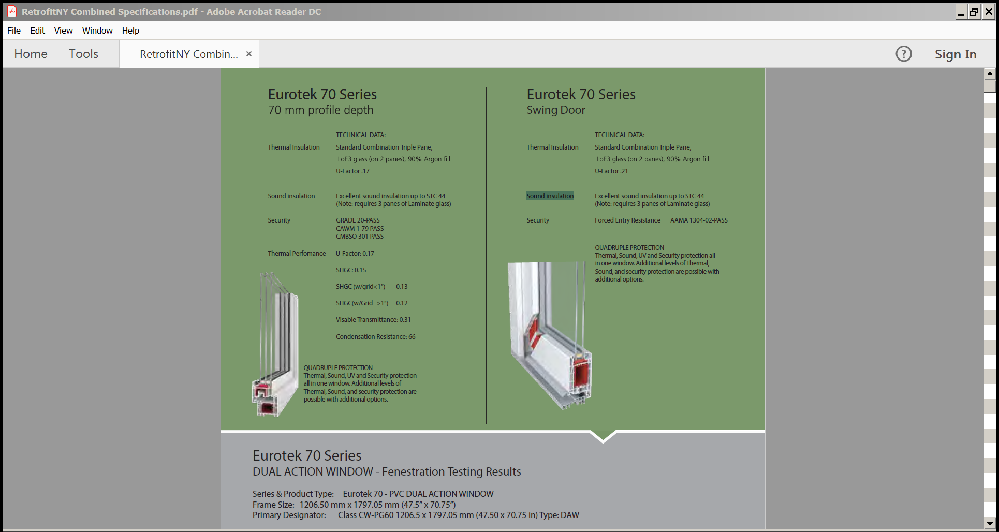 RetrofitNY Combined Specifications.pdf - Adobe Acrobat Reader DC
File Edit View Window Help
Home Tools RetrofitNY Combin... × ? Sign In
Eurotek 70 Series
70 mm profile depth
TECHNICAL DATA:
Thermal Insulation Standard Combination Triple Pane,
LoE3 glass (on 2 panes), 90% Argon fill
U-Factor .17
Sound insulation Excellent sound insulation up to STC 44
(Note: requires 3 panes of Laminate glass)
Security GRADE 20-PASS
CAWM 1-79 PASS
CMBSO 301 PASS
Thermal Perfomance U-Factor: 0.17
SHGC: 0.15
SHGC (w/grid<1") 0.13
SHGC(w/Grid=>1") 0.12
Visable Transmittance: 0.31
Condensation Resistance: 66
QUADRUPLE PROTECTION
Thermal, Sound, UV and Security protection
all in one window. Additional levels of
Thermal, Sound, and security protection are
possible with additional options.
Eurotek 70 Series
Swing Door
TECHNICAL DATA:
Thermal Insulation Standard Combination Triple Pane,
LoE3 glass (on 2 panes), 90% Argon fill
U-Factor .21
Sound insulation Excellent sound insulation up to STC 44
(Note: requires 3 panes of Laminate glass)
Security Forced Entry Resistance AAMA 1304-02-PASS
QUADRUPLE PROTECTION
Thermal, Sound, UV and Security protection all
in one window. Additional levels of Thermal,
Sound, and security protection are possible with
additional options.
Eurotek 70 Series
DUAL ACTION WINDOW - Fenestration Testing Results
Series & Product Type: Eurotek 70 - PVC DUAL ACTION WINDOW
Frame Size: 1206.50 mm x 1797.05 mm (47.5" x 70.75")
Primary Designator: Class CW-PG60 1206.5 x 1797.05 mm (47.50 x 70.75 in) Type: DAW